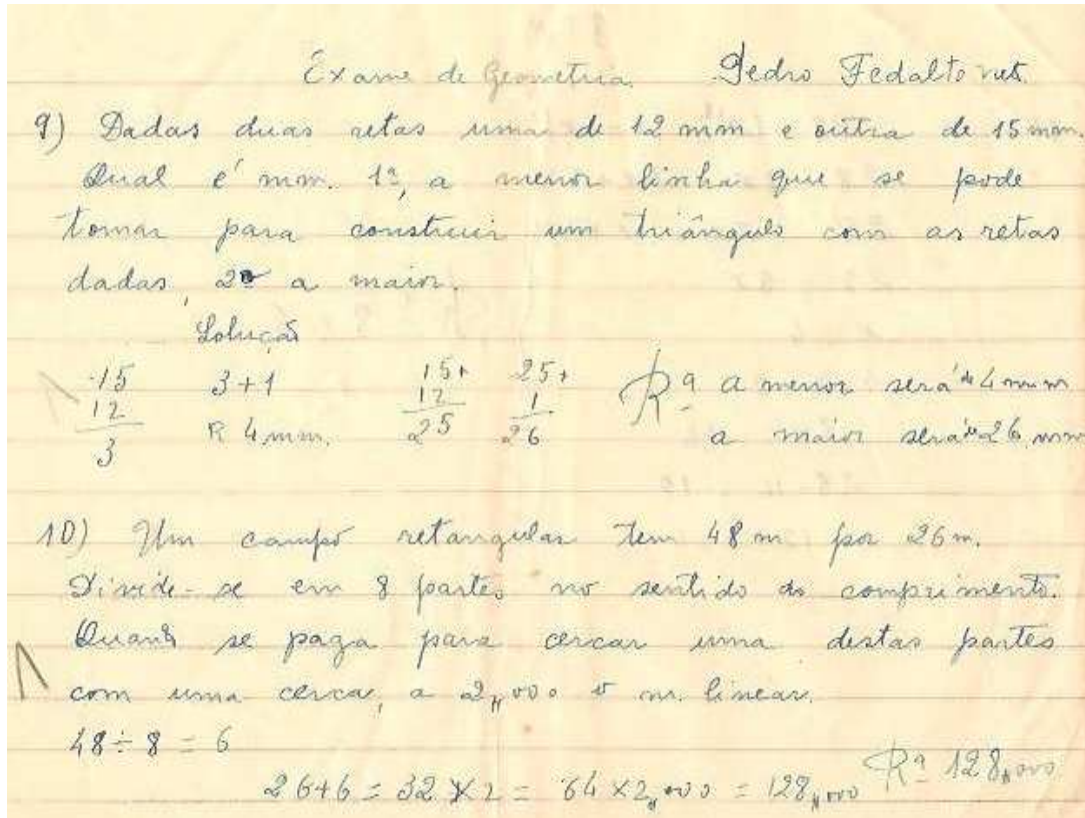 Exame de Geometria. Pedro Fedalto
9) Dadas duas retas uma de 12 mm e outra de 15 mm.
Qual é mm. 1º, a menor linha que se pode
tomar para construir um triângulo com as retas
dadas, 2º a maior.
Solução
15 3+1 15+ 25+ Rª a menor será de 4 mm
12 R 4 mm. 12 1 a maior será de 26 mm
3 25 26
10) Um campo retangular tem 48 m por 26 m.
Divide-se em 8 partes no sentido do comprimento.
Quanto se paga para cercar uma destas partes
com uma cerca, a 2,,000 o m. linear.
48 ÷ 8 = 6
26+6 = 32 X 2 = 64 X 2,,000 = 128,,000 Rª 128,,000